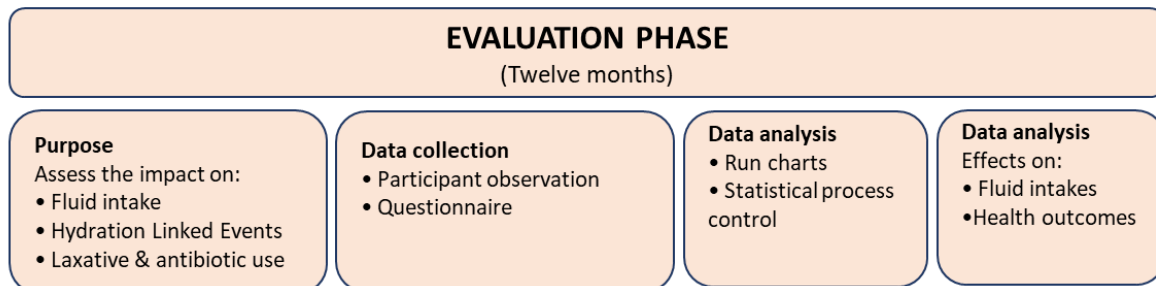 EVALUATION PHASE
(Twelve months)
Purpose
Assess the impact on:
• Fluid intake
• Hydration Linked Events
• Laxative & antibiotic use
Data collection
• Participant observation
• Questionnaire
Data analysis
• Run charts
• Statistical process
control
Data analysis
Effects on:
• Fluid intakes
•Health outcomes